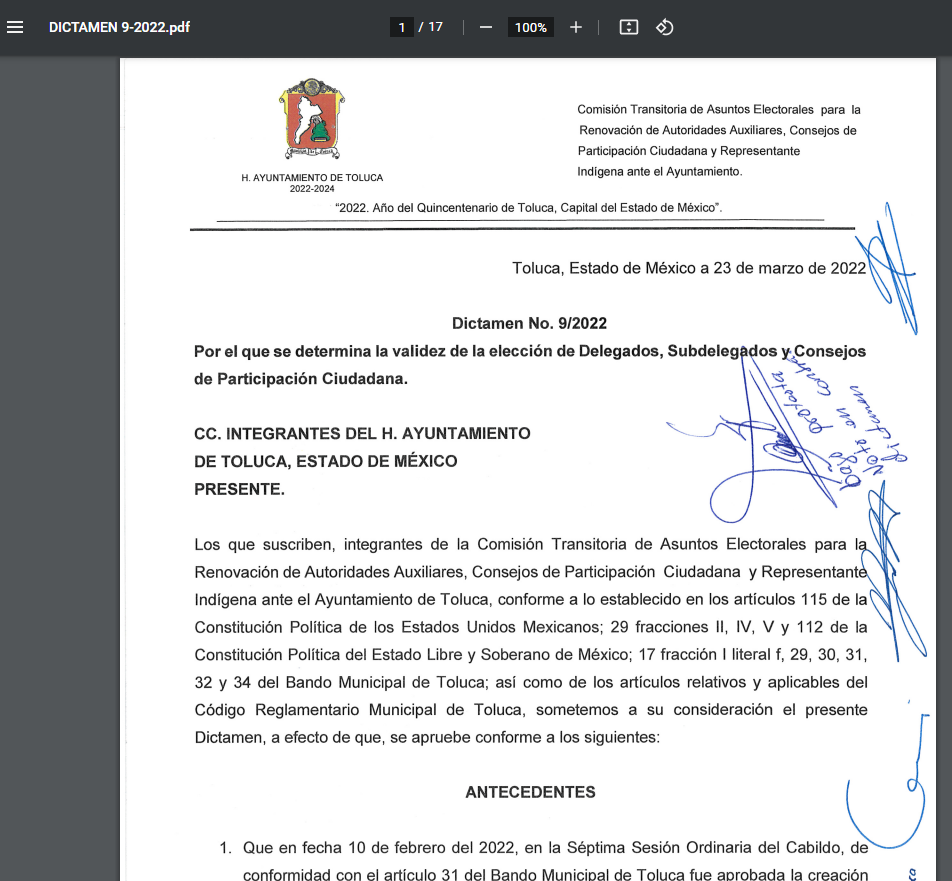 DICTAMEN 9-2022.pdf
1 / 17
100%
Comisión Transitoria de Asuntos Electorales para la
Renovación de Autoridades Auxiliares, Consejos de
Participación Ciudadana y Representante
Indígena ante el Ayuntamiento.
H. AYUNTAMIENTO DE TOLUCA
2022-2024
“2022. Año del Quincentenario de Toluca, Capital del Estado de México”.
Toluca, Estado de México a 23 de marzo de 2022
Dictamen No. 9/2022
Por el que se determina la validez de la elección de Delegados, Subdelegados y Consejos
de Participación Ciudadana.
Bajo protesta
Voto en contra
CC. INTEGRANTES DEL H. AYUNTAMIENTO
DE TOLUCA, ESTADO DE MÉXICO
PRESENTE.
Los que suscriben, integrantes de la Comisión Transitoria de Asuntos Electorales para la
Renovación de Autoridades Auxiliares, Consejos de Participación Ciudadana y Representante
Indígena ante el Ayuntamiento de Toluca, conforme a lo establecido en los artículos 115 de la
Constitución Política de los Estados Unidos Mexicanos; 29 fracciones II, IV, V y 112 de la
Constitución Política del Estado Libre y Soberano de México; 17 fracción I literal f, 29, 30, 31,
32 y 34 del Bando Municipal de Toluca; así como de los artículos relativos y aplicables del
Código Reglamentario Municipal de Toluca, sometemos a su consideración el presente
Dictamen, a efecto de que, se apruebe conforme a los siguientes:
ANTECEDENTES
1. Que en fecha 10 de febrero del 2022, en la Séptima Sesión Ordinaria del Cabildo, de
conformidad con el artículo 31 del Bando Municipal de Toluca fue aprobada la creación